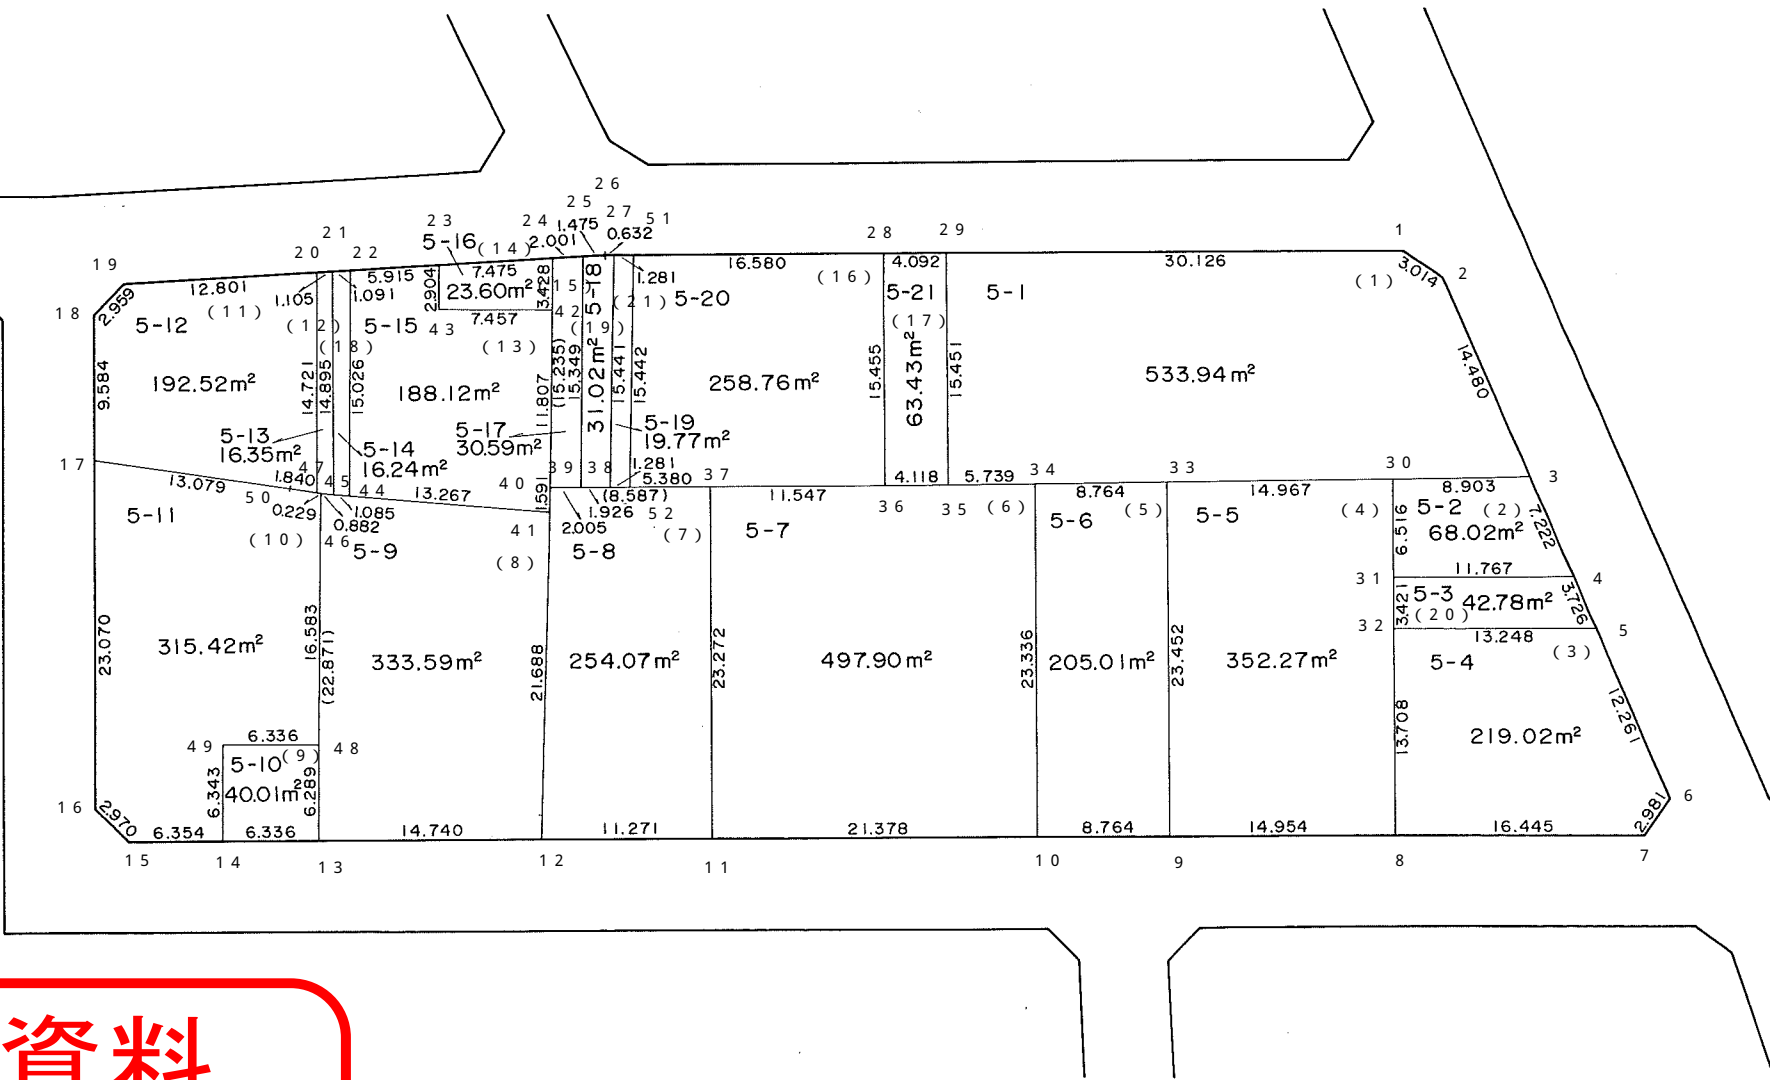 26
25
23 24 1.475 27 51
21 5-16 (14) 2.001 0.632 28 29 1
20 22
19 5.915 7.475 1.281 16.580 (16) 4.092 30.126 (1) 3.014 2
12.801 1.105 1.091 2.904 23.60m² 3.428 (15) 5-18 (21) 5-20 5-21 5-1
18 2.959 5-12 (11) (12) 5-15 43 7.457 42 (19) (17)
(18) (13)
9.584 192.52m² 14.721 14.895 15.026 188.12m² 11.807 (15.235) 15.349 31.02m² 15.441 15.442 258.76m² 15.455 63.43m² 15.451 533.94m² 14.480
5-13 5-17 5-19
16.35m² 5-14 30.59m² 19.77m²
17 47 16.24m² 39 38 1.281 37 34 33 30
13.079 1.840 45 44 13.267 40 1.591 (8.587) 5.380 11.547 4.118 5.739 8.764 14.967 8.903 3
50 0.229 1.085 1.926 52 36 35 (6) (5) (4) 5-2 (2)
5-11 0.882 41 2.005 (7) 5-7 5-6 5-5 6.516 68.02m² 7.222
(10) 46 5-9 (8) 5-8
31 11.767 4
3.421 5-3 42.78m² 3.726
(20)
32 13.248 5
23.070 315.42m² 16.583 (22.871) 333.59m² 21.688 254.07m² 23.272 497.90m² 23.336 205.01m² 23.452 352.27m² 5-4 (3)
12.261
49 6.336 48 13.708 219.02m²
5-10 (9)
6.343 40.01m² 6.289
16 2.970 6
6.354 6.336 14.740 11.271 21.378 8.764 14.954 16.445 2.981
15 14 13 12 11 10 9 8 7
資料